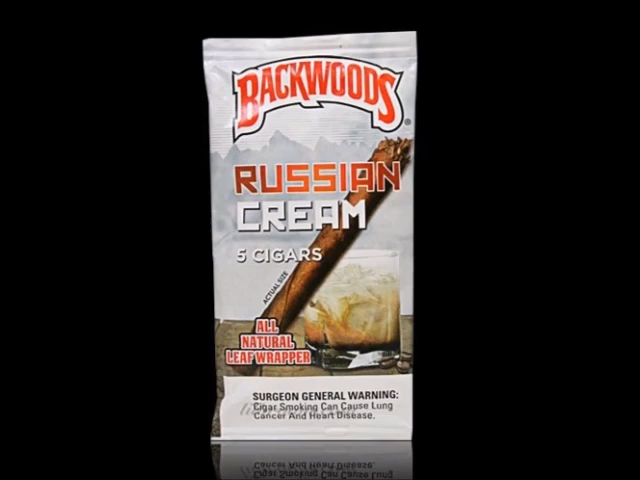 BACKWOODS®
RUSSIAN
CREAM
5 CIGARS
ACTUAL SIZE
ALL
NATURAL
LEAF WRAPPER
SURGEON GENERAL WARNING:
Cigar Smoking Can Cause Lung
Cancer And Heart Disease.